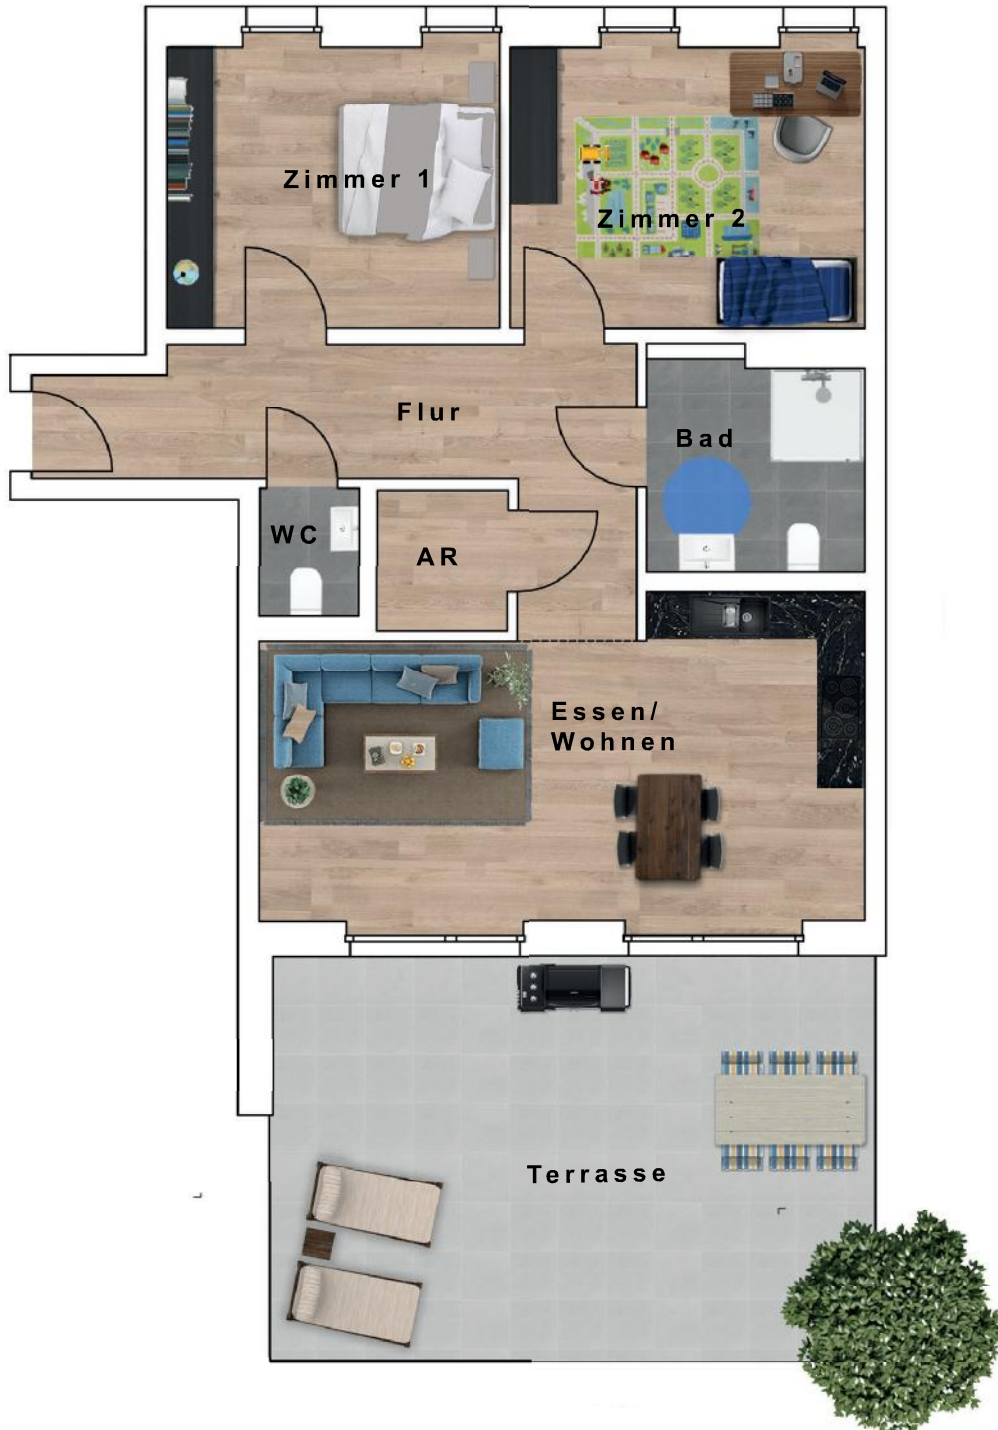 Zimmer 1
Zimmer 2
Flur
Bad
WC
AR
Essen/
Wohnen
Terrasse